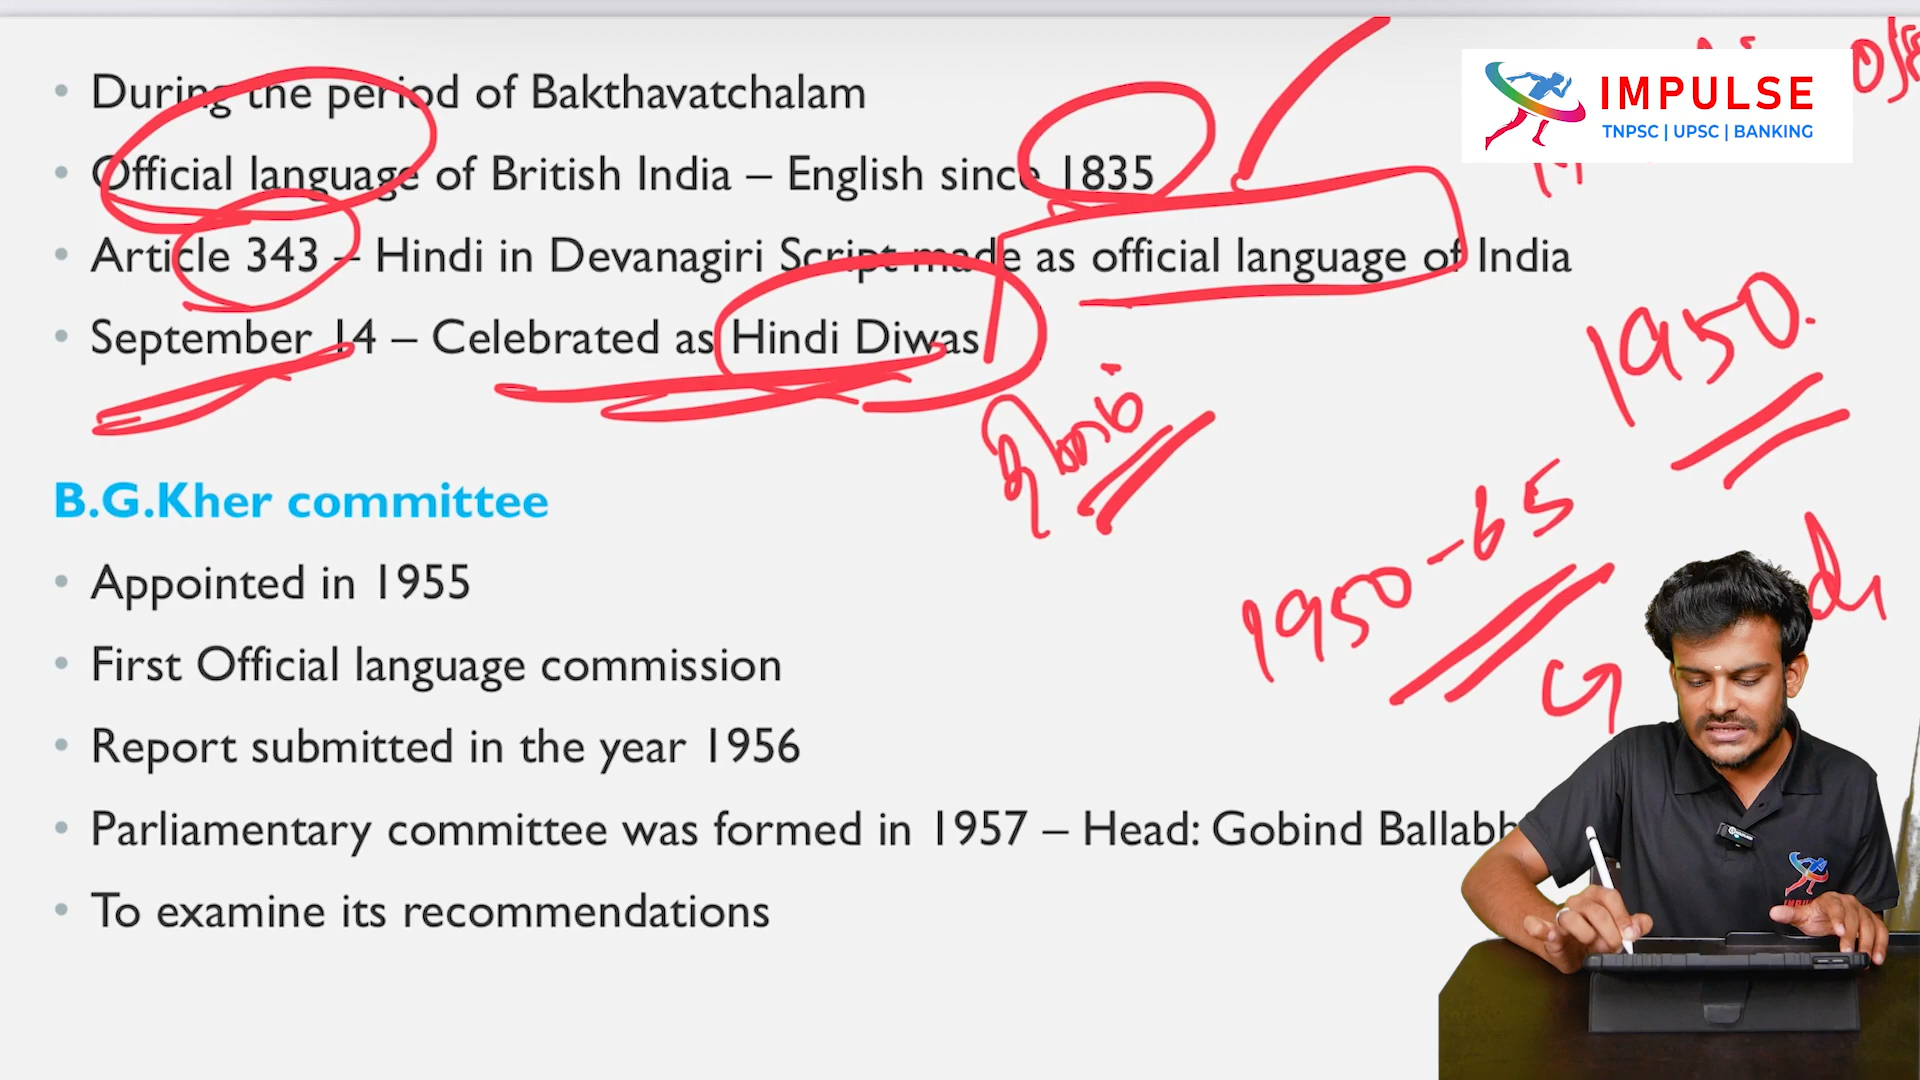 During the period of Bakthavatchalam
IMPULSE
TNPSC | UPSC | BANKING
Official language of British India – English since 1835
Article 343 – Hindi in Devanagiri Script made as official language of India
September 14 – Celebrated as Hindi Diwas
1950.
B.G.Kher committee
1950-65
Appointed in 1955
First Official language commission
Report submitted in the year 1956
Parliamentary committee was formed in 1957 – Head: Gobind Ballabh
To examine its recommendations